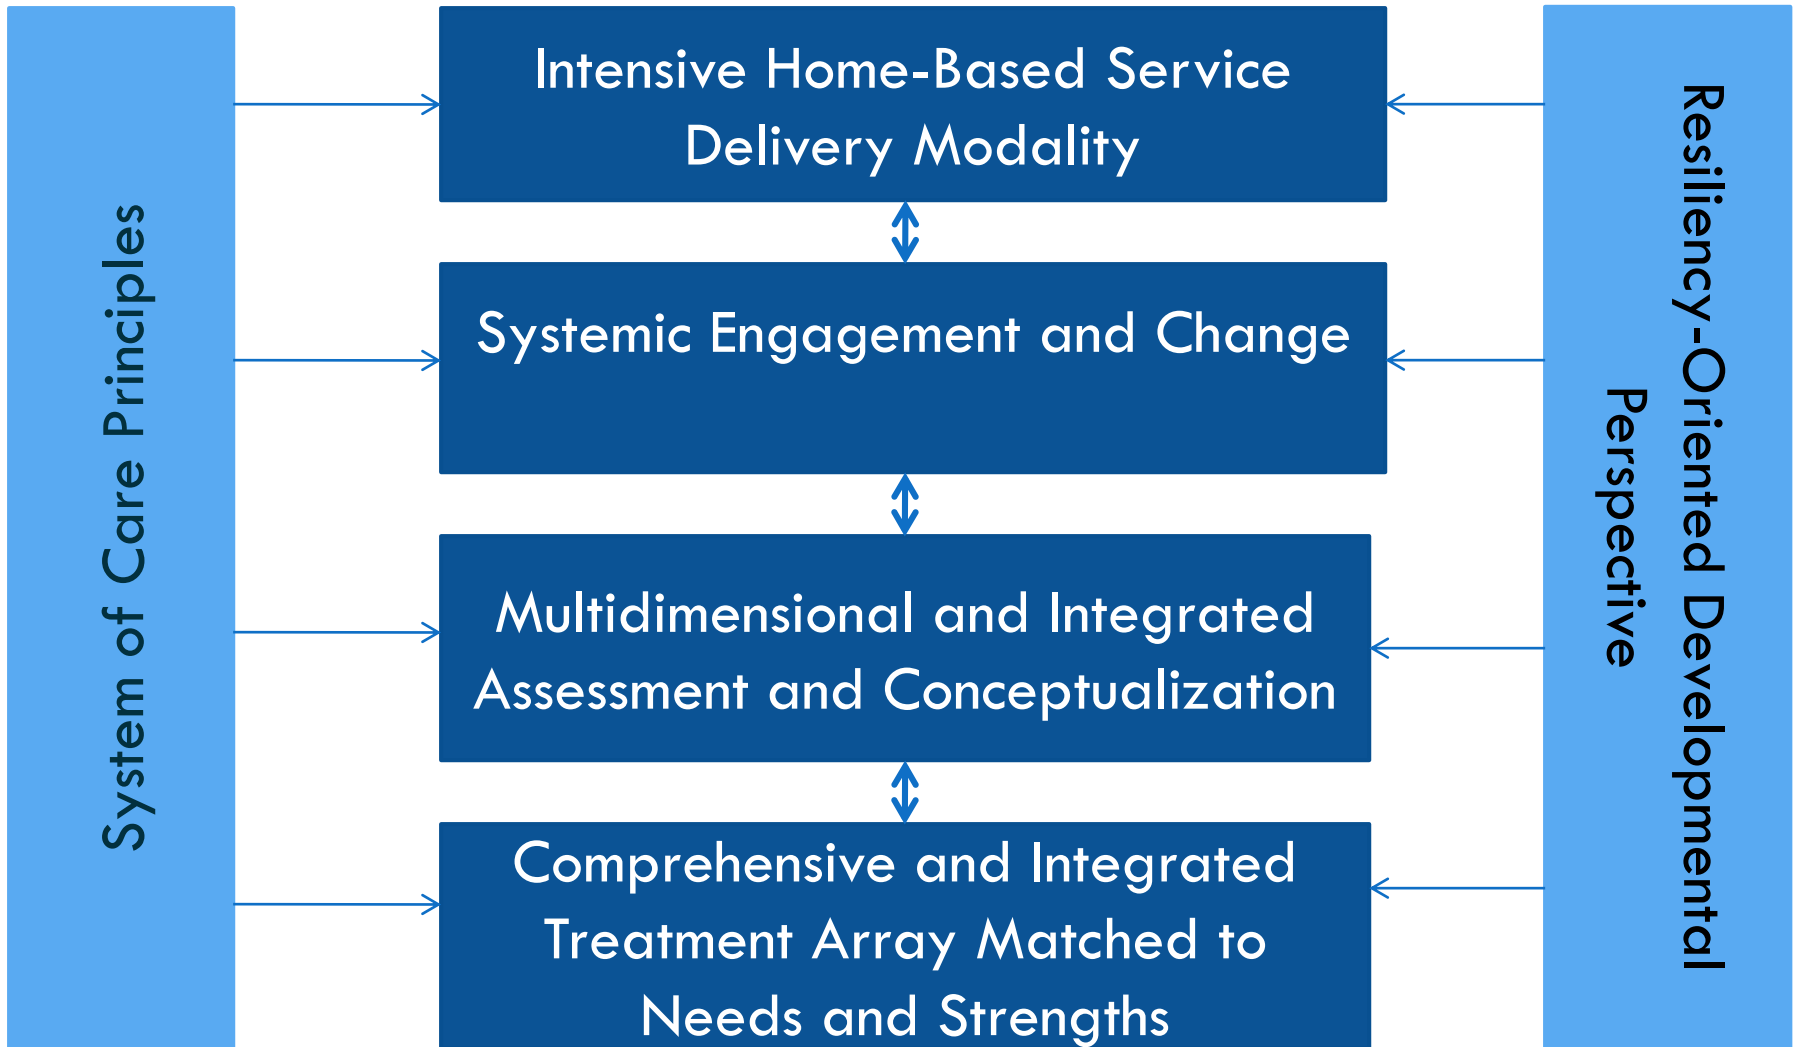 System of Care Principles
Intensive Home-Based Service
Delivery Modality
Systemic Engagement and Change
Multidimensional and Integrated
Assessment and Conceptualization
Comprehensive and Integrated
Treatment Array Matched to
Needs and Strengths
Resiliency-Oriented Developmental
Perspective